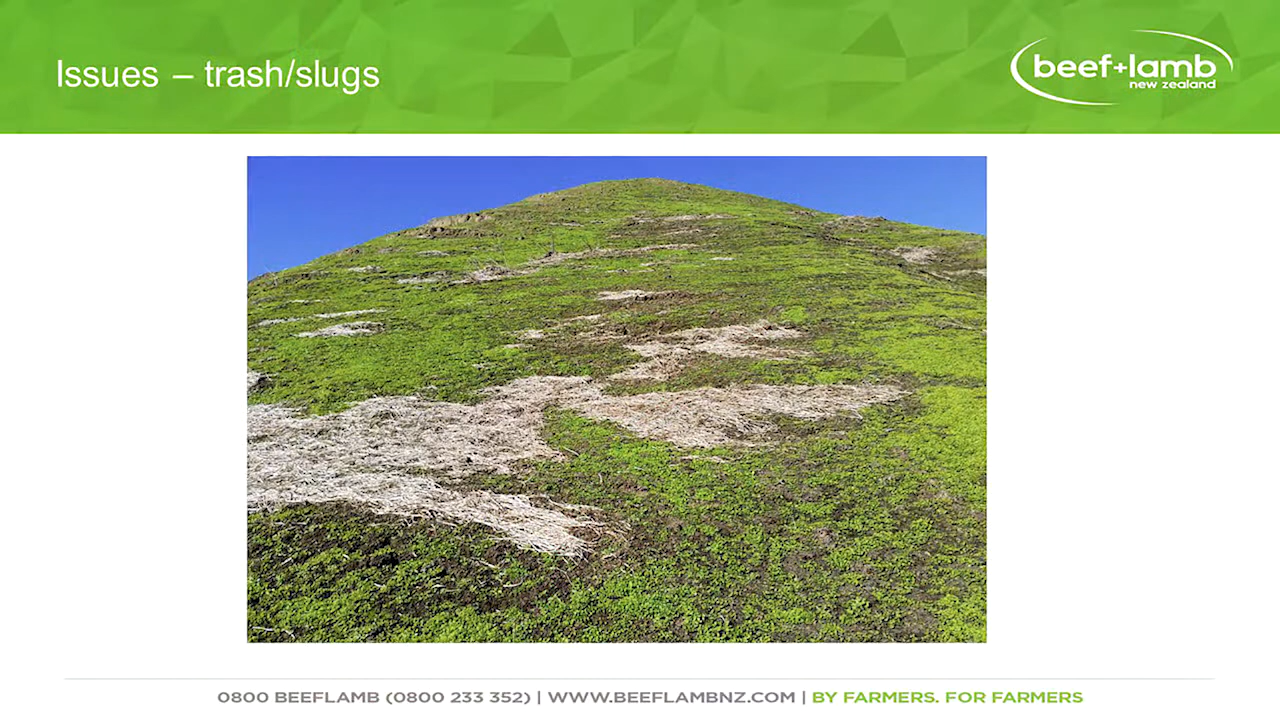 Issues – trash/slugs
beef+lamb
new zealand
0800 BEEFLAMB (0800 233 352) | WWW.BEEFLAMBNZ.COM | BY FARMERS. FOR FARMERS